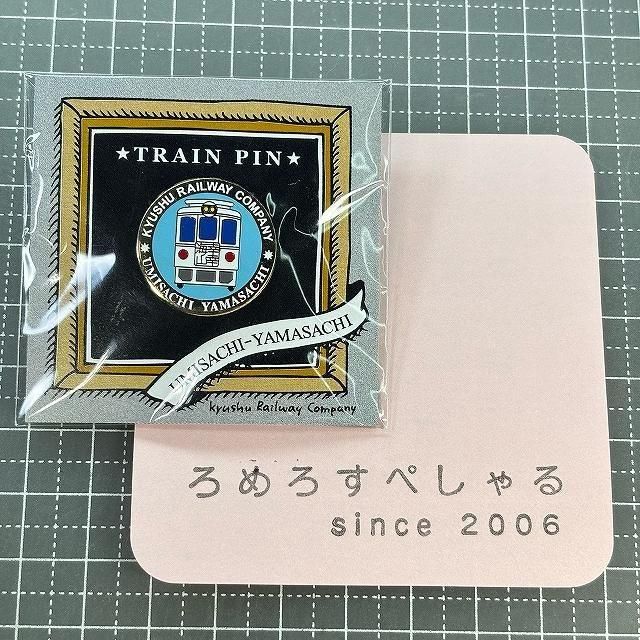 ★TRAIN PIN★
KYUSHU RAILWAY COMPANY
UMISACHI YAMASACHI
UMISACHI-YAMASACHI
Kyushu Railway Company
ろめろすぺしゃる
since 2006